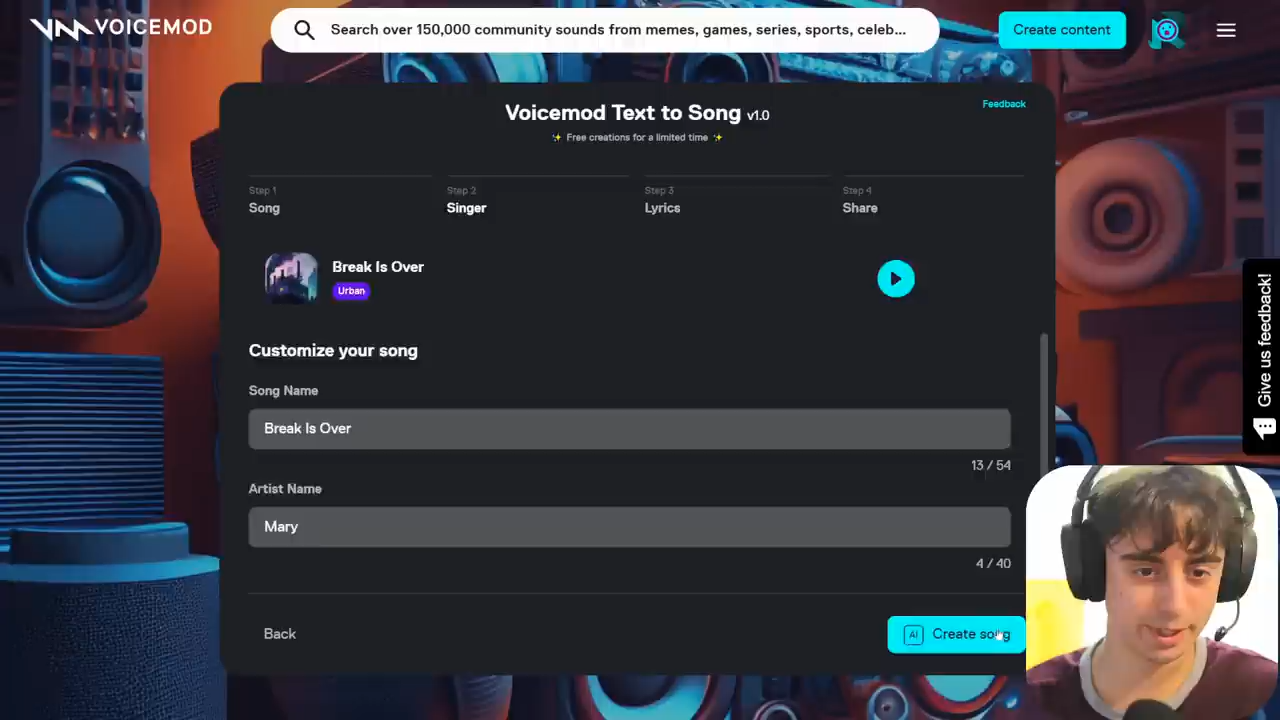 VOICEMOD
Search over 150,000 community sounds from memes, games, series, sports, celeb...
Create content
Feedback
Voicemod Text to Song v1.0
✨ Free creations for a limited time ✨
Step 1
Song
Step 2
Singer
Step 3
Lyrics
Step 4
Share
Break Is Over
Urban
Customize your song
Song Name
Break Is Over
13 / 54
Artist Name
Mary
4 / 40
Back
AI Create song
Give us feedback!